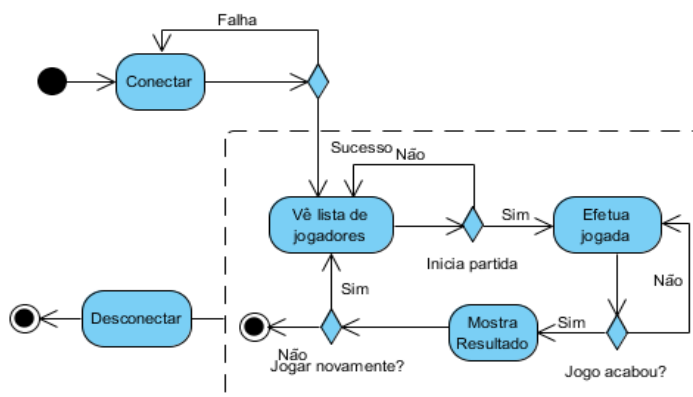 Falha
Conectar
Sucesso
Não
Vê lista de
jogadores
Sim
Efetua
jogada
Inicia partida
Não
Sim
Desconectar
Mostra
Resultado
Sim
Não
Jogar novamente?
Jogo acabou?